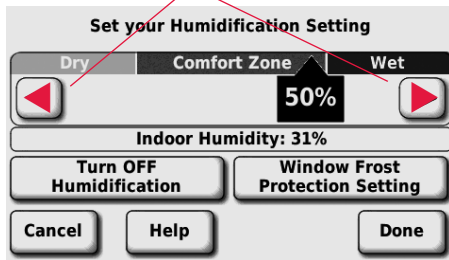 Set your Humidification Setting
Dry Comfort Zone Wet
50%
Indoor Humidity: 31%
Turn OFF Window Frost
Humidification Protection Setting
Cancel Help Done